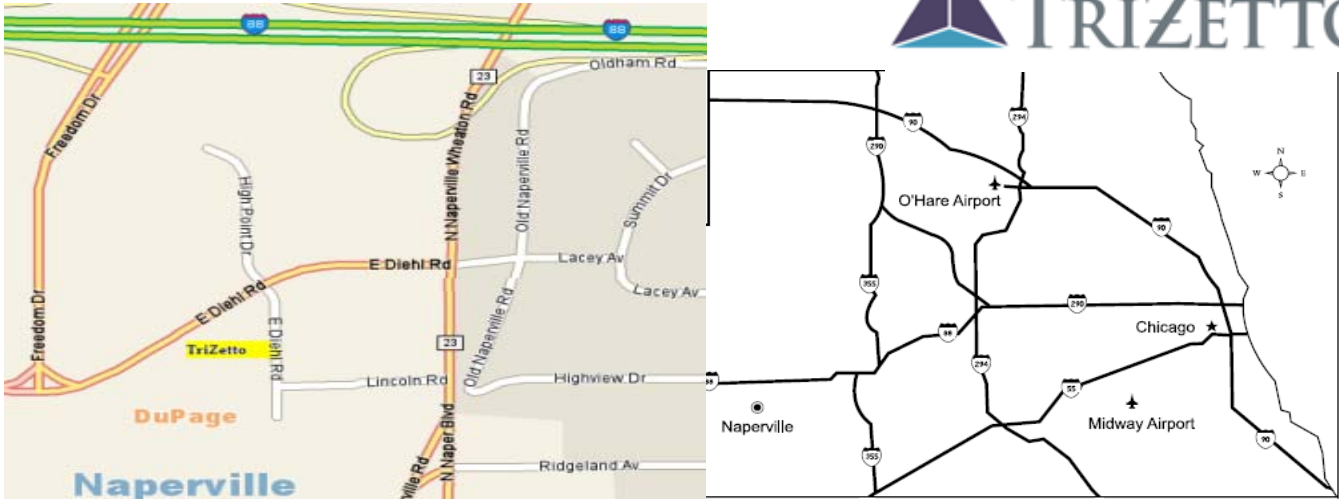 TRIZETTO
88
88
23
Oldham Rd
Freedom Dr
N Naperville Wheaton Rd
Old Naperville Rd
High Point Dr
Summit Dr
E Diehl Rd
Lacey Av
Lacey Av
E Diehl Rd
Freedom Dr
TriZetto
E Diehl Rd
23
Old Naperville Rd
Lincoln Rd
Highview Dr
DuPage
N Naper Blvd
ville Rd
Ridgeland Av
Naperville
90
294
290
N
W E
S
O'Hare Airport
90
355
290
88
Chicago
294
88
55
Naperville
Midway Airport
90
355